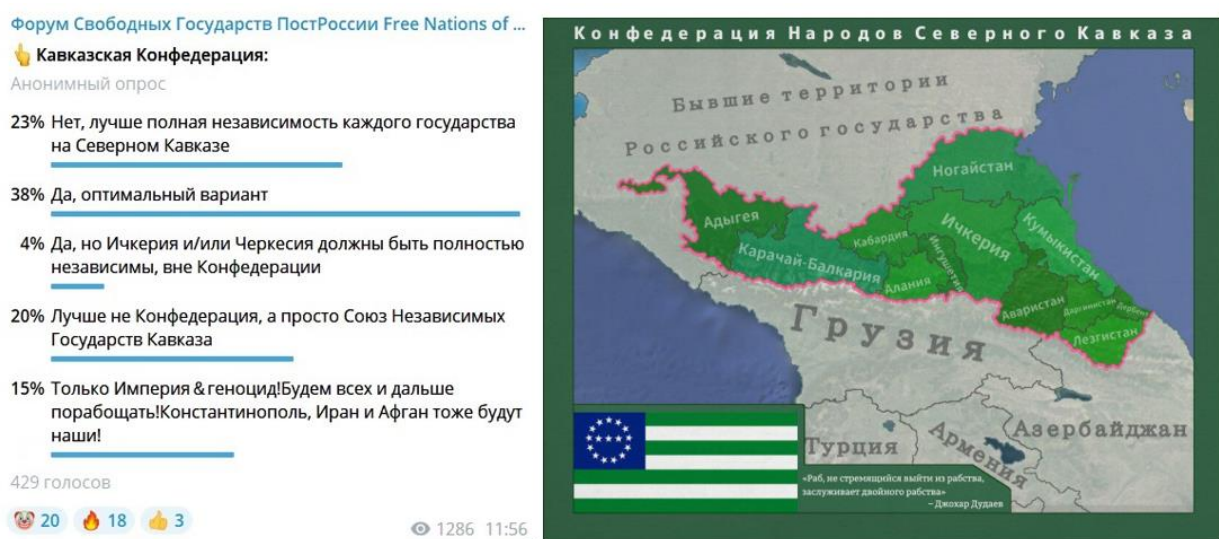 Форум Свободных Государств ПостРоссии Free Nations of ...
👆Кавказская Конфедерация:
Анонимный опрос
23% Нет, лучше полная независимость каждого государства
на Северном Кавказе
38% Да, оптимальный вариант
4% Да, но Ичкерия и/или Черкесия должны быть полностью
независимы, вне Конфедерации
20% Лучше не Конфедерация, а просто Союз Независимых
Государств Кавказа
15% Только Империя & геноцид!Будем всех и дальше
порабощать!Константинополь, Иран и Афган тоже будут
наши!
429 голосов
🤡 20 🔥 18 👍 3
1286 11:56
Конфедерация Народов Северного Кавказа
Бывшие территории
Российского государства
Ногайстан
Адыгея
Кабардия
Ичкерия
Кумыкистан
Карачай-Балкария
Ингушетия
Алания
Аваристан
Даргинистан
Дербент
Лезгистан
Грузия
Турция
Армения
Азербайджан
«Раб, не стремящийся выйти из рабства,
заслуживает двойного рабства»
– Джохар Дудаев